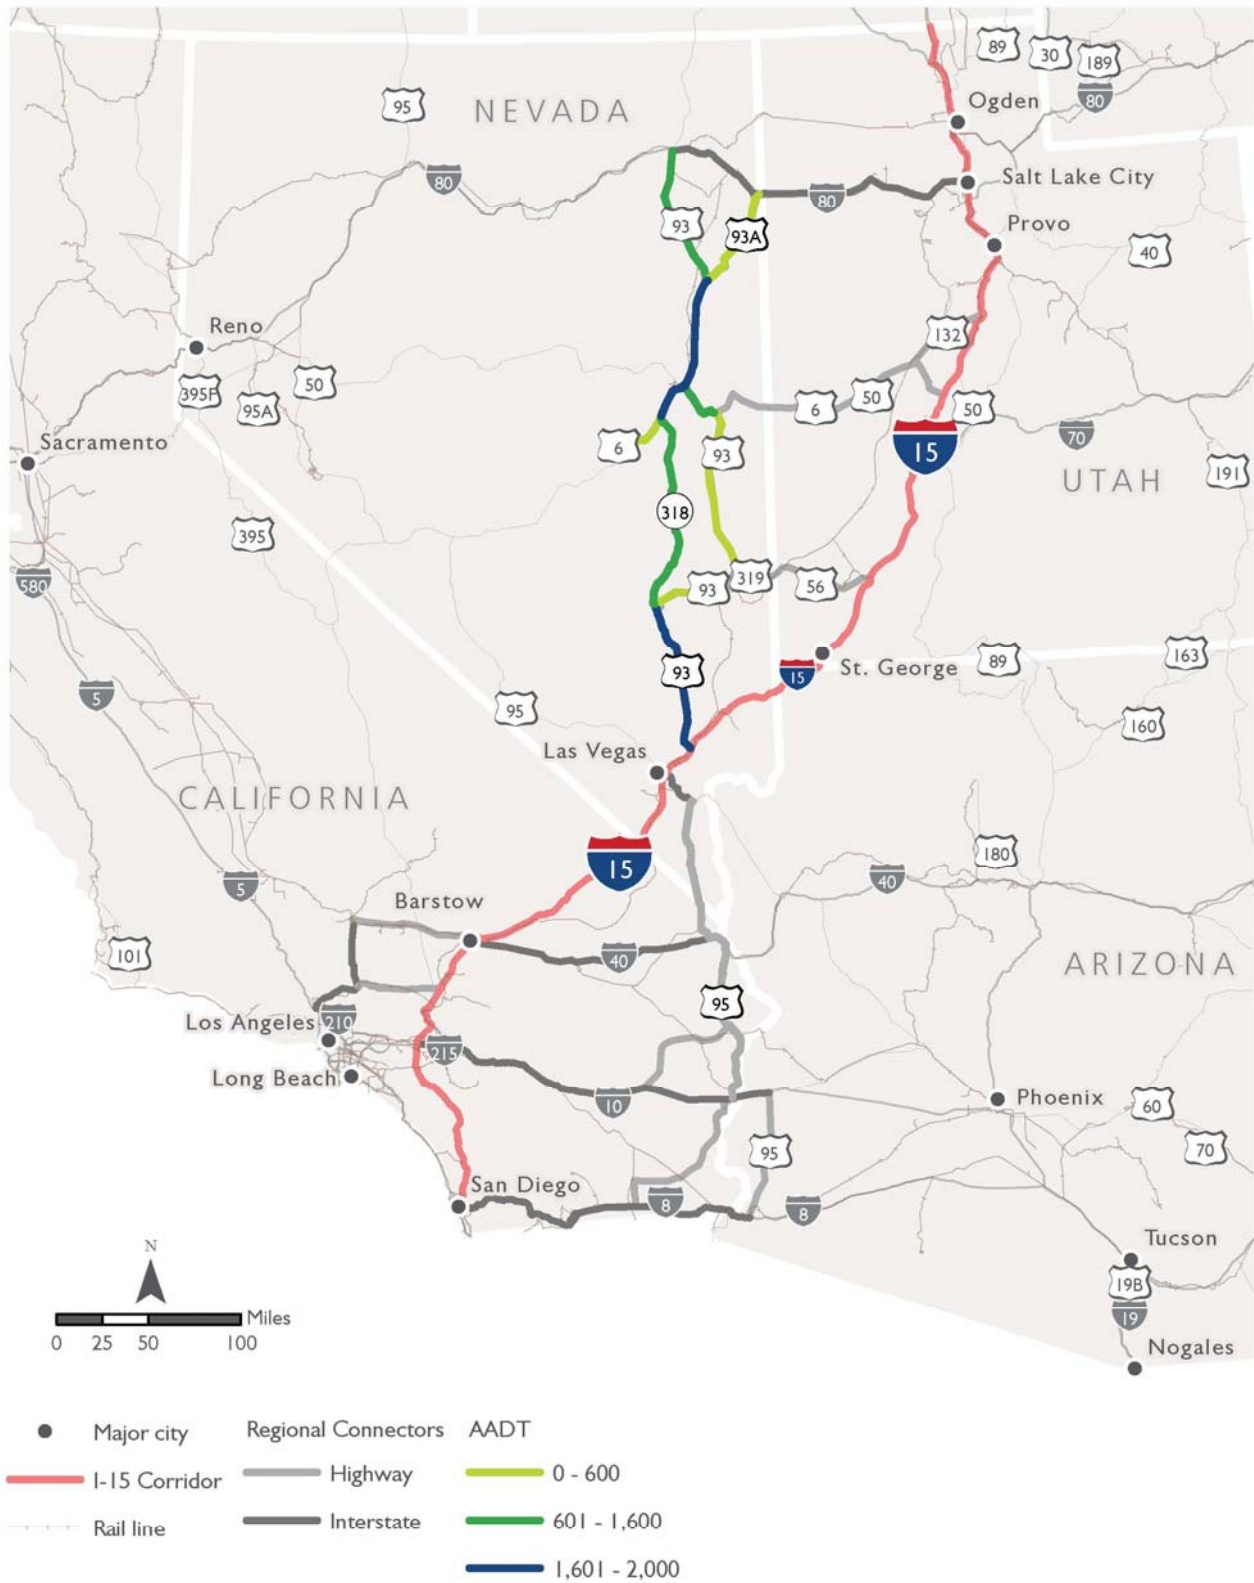 89
30
189
80
95
NEVADA
Ogden
80
80
Salt Lake City
93
93A
Provo
40
Reno
132
395F
95A
50
6
50
50
Sacramento
6
93
15
70
UTAH
191
318
395
580
93
319
56
93
St. George
89
163
5
15
95
160
Las Vegas
CALIFORNIA
15
180
5
40
Barstow
101
40
ARIZONA
95
Los Angeles
210
215
Long Beach
10
Phoenix
60
95
70
San Diego
8
8
Tucson
19B
19
Nogales
N
Miles
0 25 50 100
Major city
Regional Connectors
AADT
I-15 Corridor
Highway
0 - 600
Rail line
Interstate
601 - 1,600
1,601 - 2,000